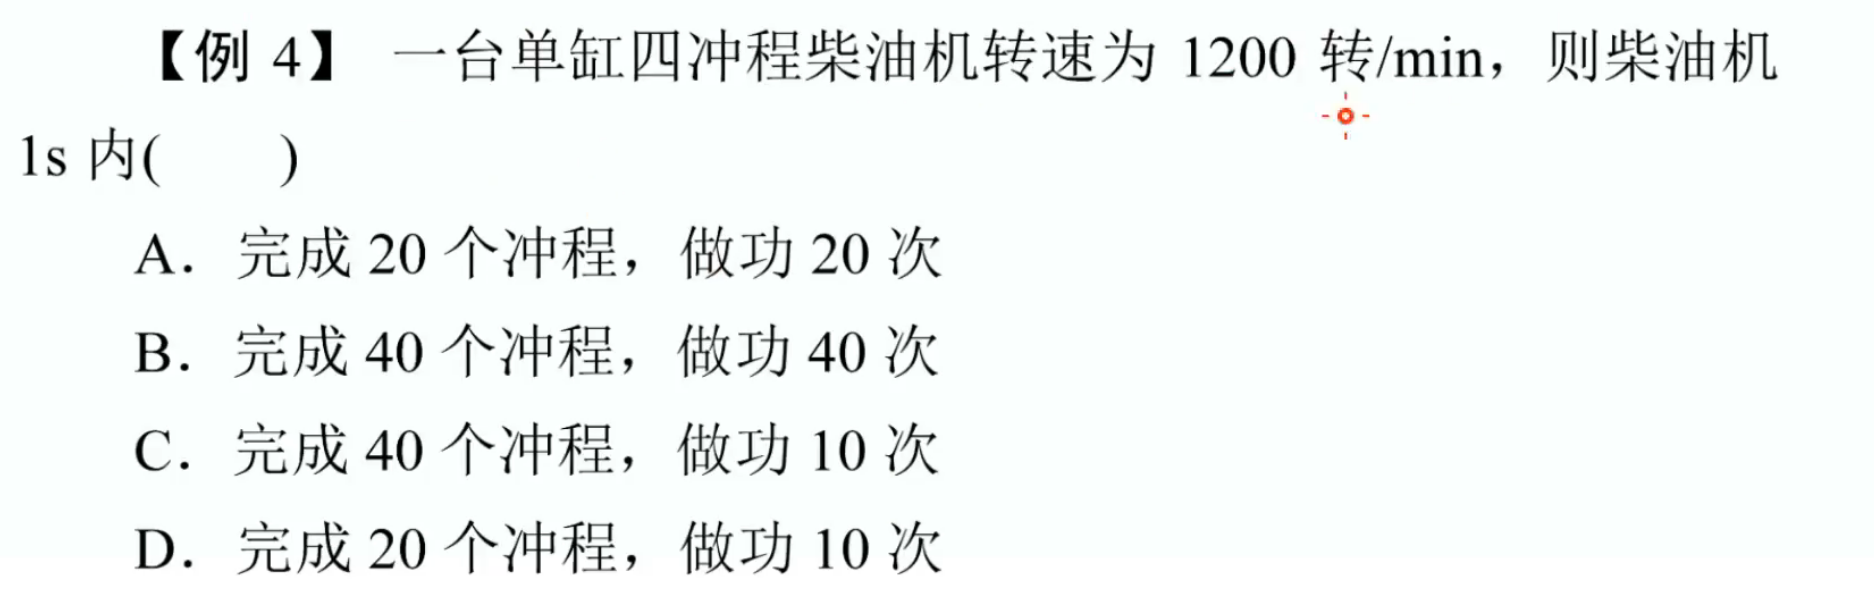 【例 4】 一台单缸四冲程柴油机转速为 1200 转/min，则柴油机
1s 内(  )
A．完成 20 个冲程，做功 20 次
B．完成 40 个冲程，做功 40 次
C．完成 40 个冲程，做功 10 次
D．完成 20 个冲程，做功 10 次